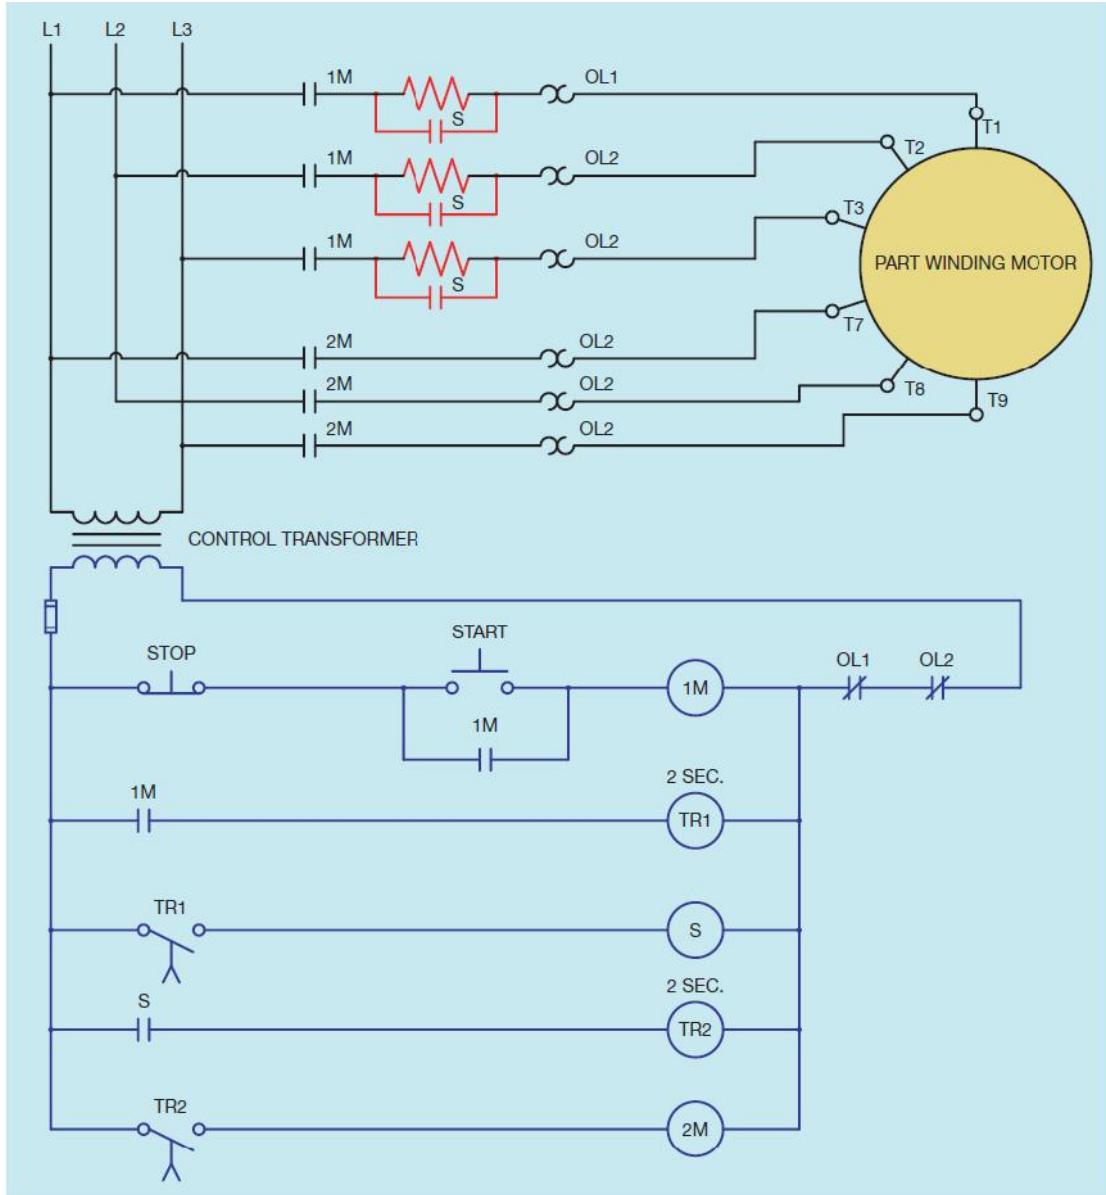 L1 L2 L3
1M OL1
S
T1
1M OL2
T2
S
T3
1M OL2
S
PART WINDING MOTOR
T7
2M OL2
T8
2M OL2
T9
2M OL2
CONTROL TRANSFORMER
STOP START
OL1 OL2
1M
1M
2 SEC.
1M
TR1
TR1
S
2 SEC.
S
TR2
TR2
2M